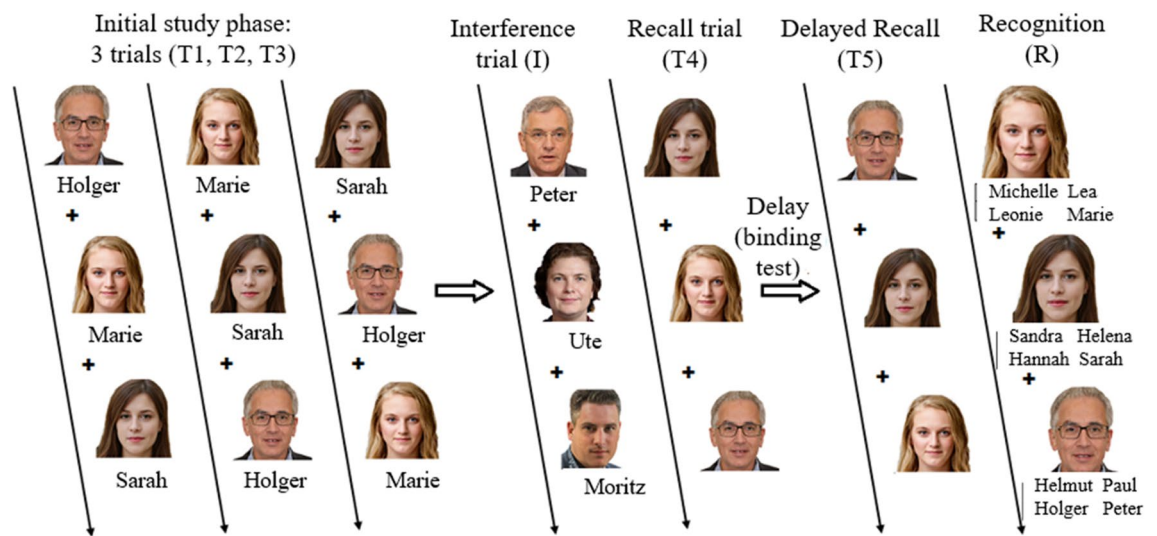 Initial study phase:
3 trials (T1, T2, T3)
Holger
+
Marie
+
Sarah
Marie
+
Sarah
+
Holger
Sarah
+
Holger
+
Marie
Interference
trial (I)
Peter
+
Ute
+
Moritz
Recall trial
(T4)
+
+
Delay
(binding
test)
Delayed Recall
(T5)
+
+
Recognition
(R)
Michelle Lea
Leonie Marie
+
Sandra Helena
Hannah Sarah
+
Helmut Paul
Holger Peter